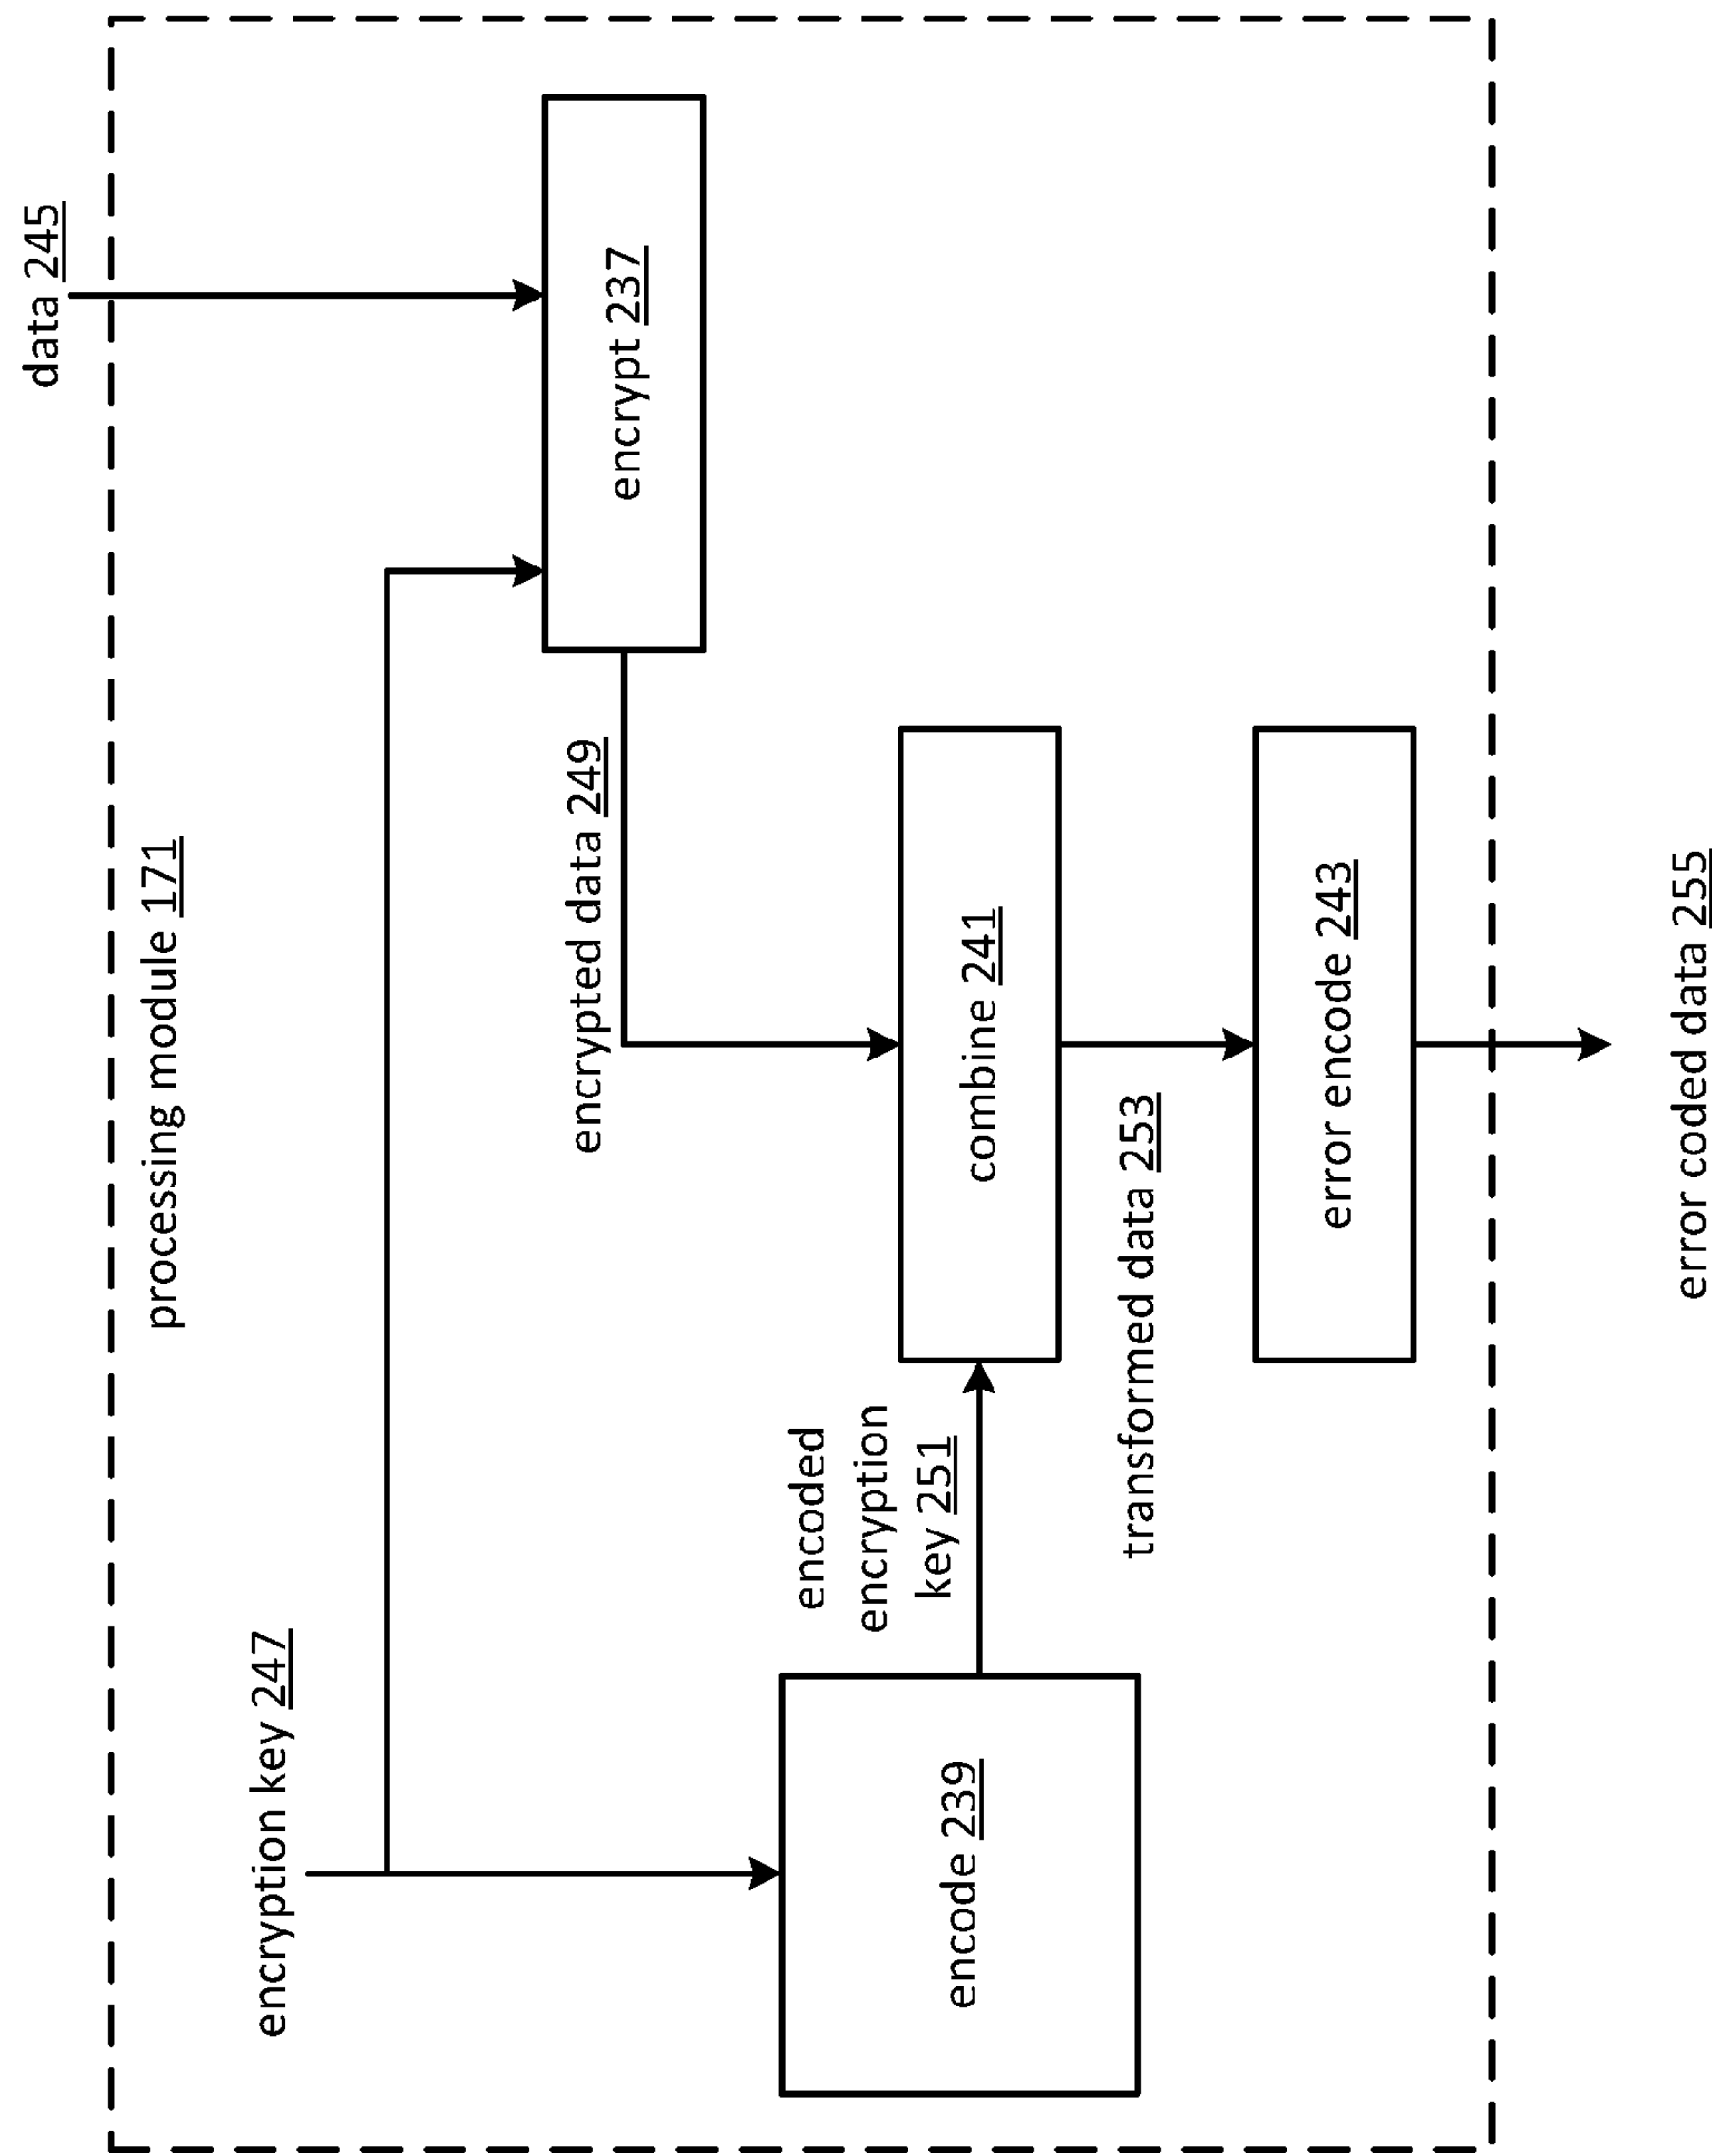 data 245
processing module 171
encryption key 247
encrypt 237
encrypted data 249
encoded
encryption
key 251
encode 239
combine 241
transformed data 253
error encode 243
error coded data 255